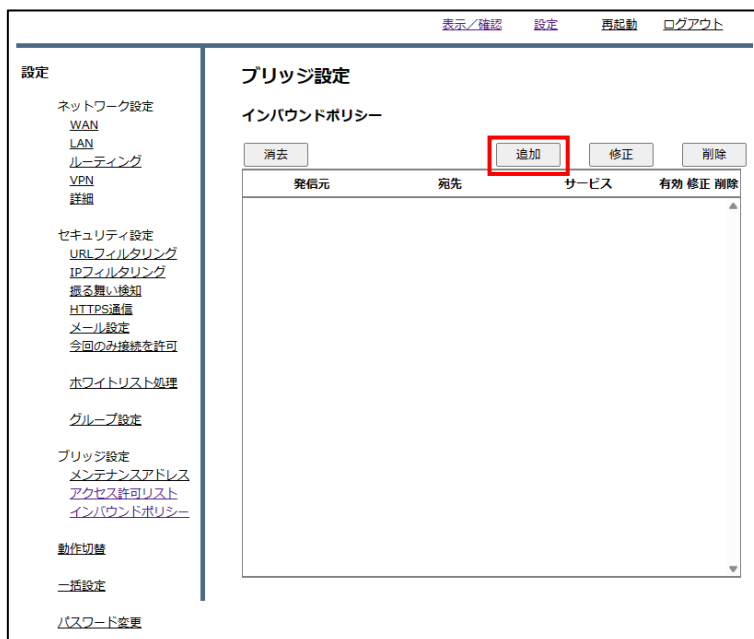 表示/確認 設定 再起動 ログアウト
設定
ネットワーク設定
WAN
LAN
ルーティング
VPN
詳細
セキュリティ設定
URLフィルタリング
IPフィルタリング
振る舞い検知
HTTPS通信
メール設定
今回のみ接続を許可
ホワイトリスト処理
グループ設定
ブリッジ設定
メンテナンスアドレス
アクセス許可リスト
インバウンドポリシー
動作切替
一括設定
パスワード変更
ブリッジ設定
インバウンドポリシー
消去 追加 修正 削除
発信元 宛先 サービス 有効 修正 削除